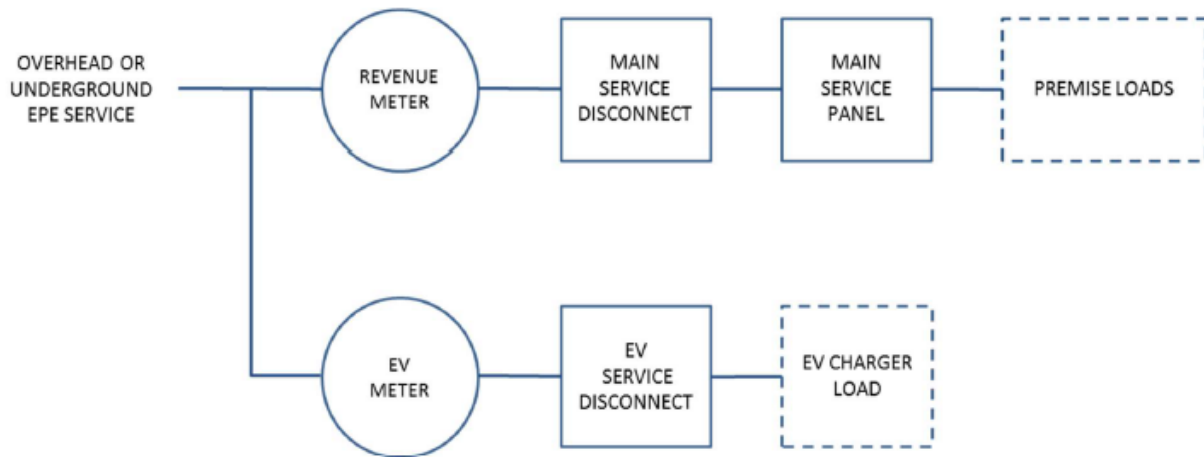 OVERHEAD OR
UNDERGROUND
EPE SERVICE
REVENUE
METER
MAIN
SERVICE
DISCONNECT
MAIN
SERVICE
PANEL
PREMISE LOADS
EV
METER
EV
SERVICE
DISCONNECT
EV CHARGER
LOAD